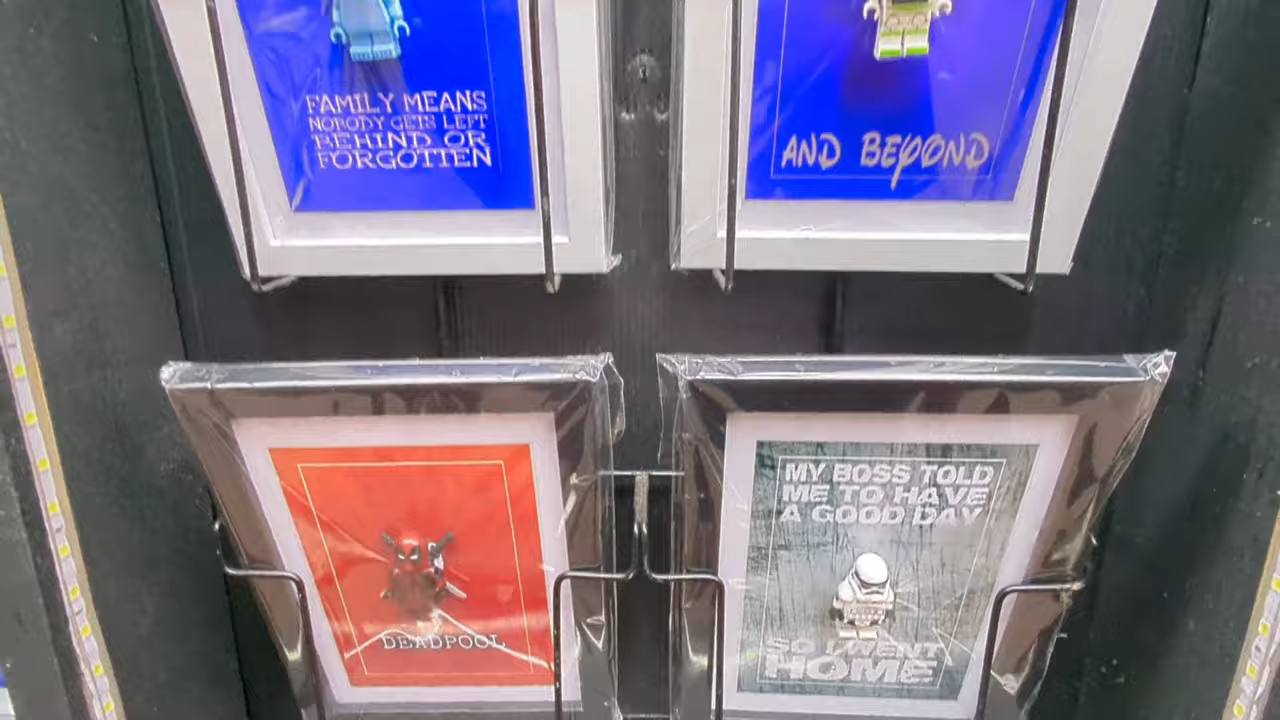 FAMILY MEANS
NOBODY GETS LEFT
BEHIND OR
FORGOTTEN
AND BEYOND
DEADPOOL
MY BOSS TOLD
ME TO HAVE
A GOOD DAY
SO I WENT
HOME